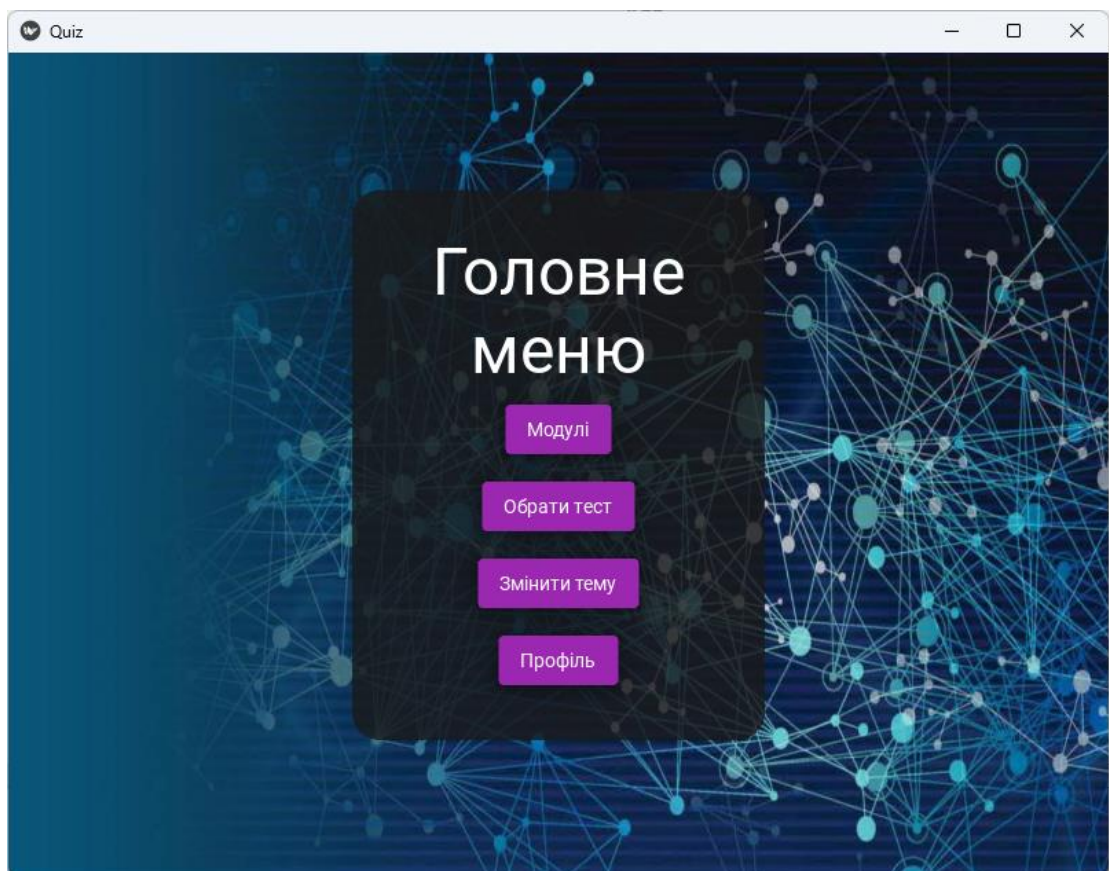 Quiz
Головне
меню
Модулі
Обрати тест
Змінити тему
Профіль